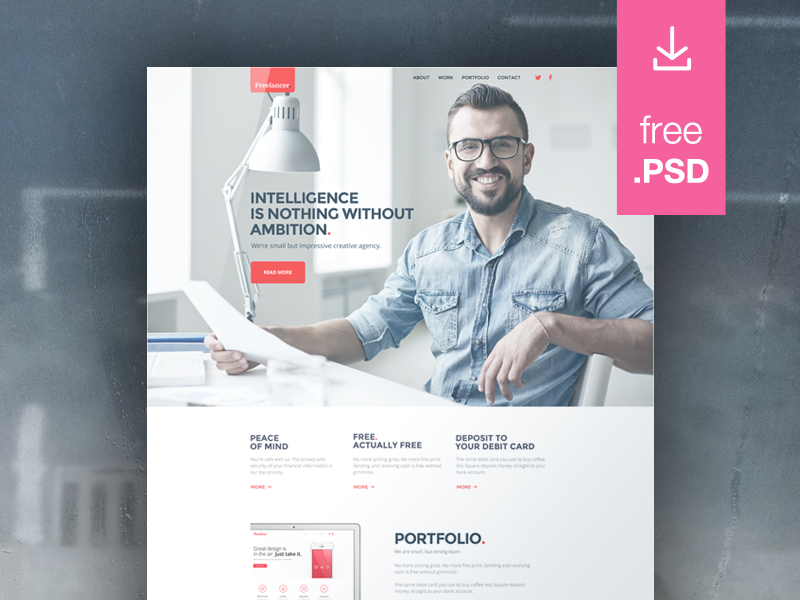 free
.PSD
Freelancer
ABOUT WORK PORTFOLIO CONTACT
INTELLIGENCE
IS NOTHING WITHOUT
AMBITION.
We're small but impressive creative agency.
READ MORE
PEACE
OF MIND
You're safe with us. The privacy and
security of your financial information is
our top priority.
MORE →
FREE.
ACTUALLY FREE
No more pricing grids, No more fine print.
Sending and receiving cash is free without
gimmicks.
MORE →
DEPOSIT TO
YOUR DEBIT CARD
The same debit card you use to buy coffee
lets Square deposit money straight to your
bank account.
MORE →
Great design is
in the air. Just take it.
PORTFOLIO.
We are small, but strong team
No more pricing grids, No more fine print. Sending and receiving
cash is free without gimmicks.
The same debit card you use to buy coffee lets Square deposit
money straight to your bank account.